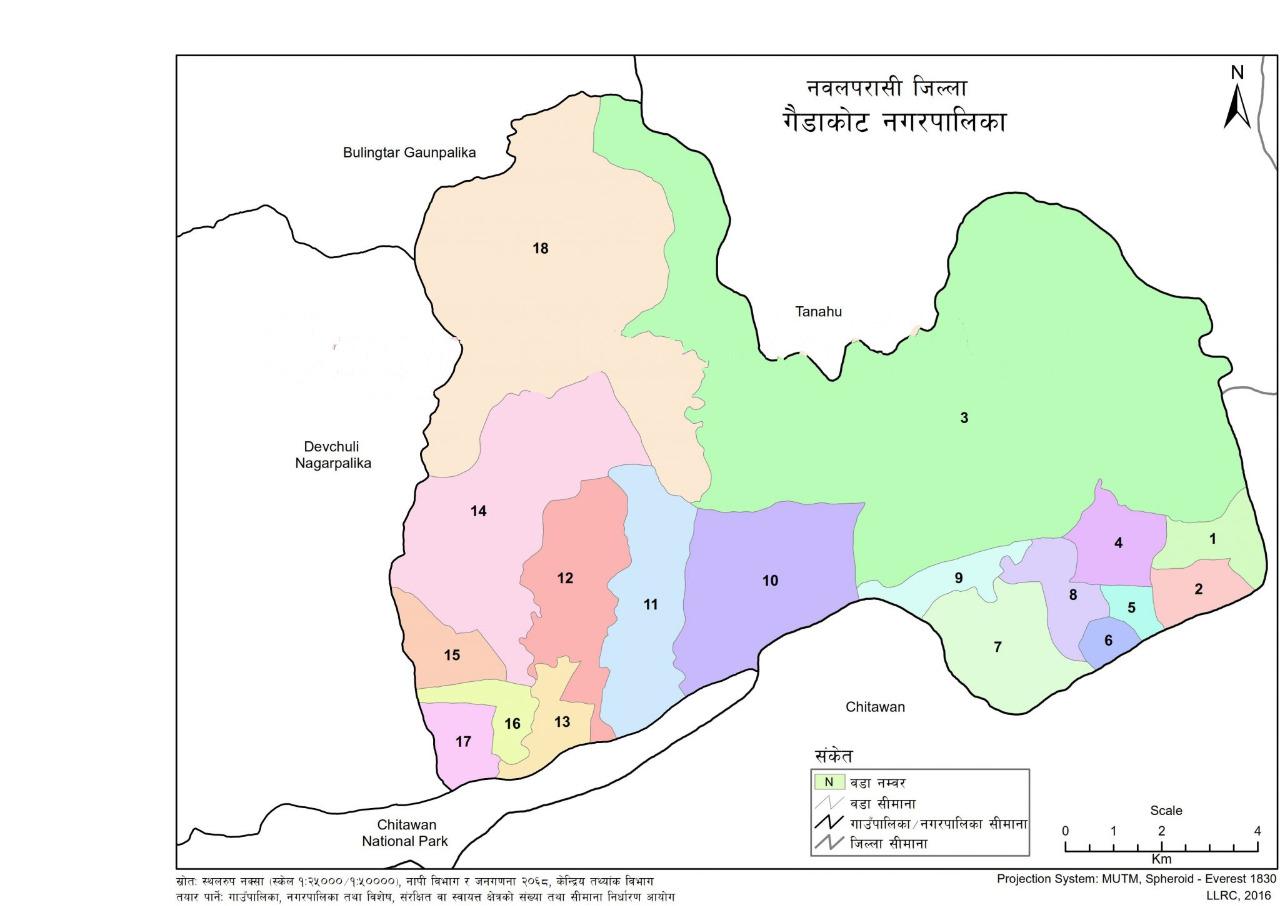 नवलपरासी जिल्ला
गैडाकोट नगरपालिका
N
Bulingtar Gaunpalika
18
Tanahu
3
Devchuli
Nagarpalika
14
4
1
12
10
9
2
11
8
5
6
7
15
Chitawan
16
13
17
संकेत
N वडा नम्बर
वडा सीमाना
गाउँपालिका/नगरपालिका सीमाना
जिल्ला सीमाना
Scale
0 1 2 4
Km
Chitawan
National Park
स्रोतः स्थलरुप नक्सा (स्केल १:२५०००/१:५००००), नापी विभाग र जनगणना २०६८, केन्द्रिय तथ्यांक विभाग
तयार पार्नेः गाउँपालिका, नगरपालिका तथा विशेष, संरक्षित वा स्वायत्त क्षेत्रको संख्या तथा सीमाना निर्धारण आयोग
Projection System: MUTM, Spheroid - Everest 1830
LLRC, 2016